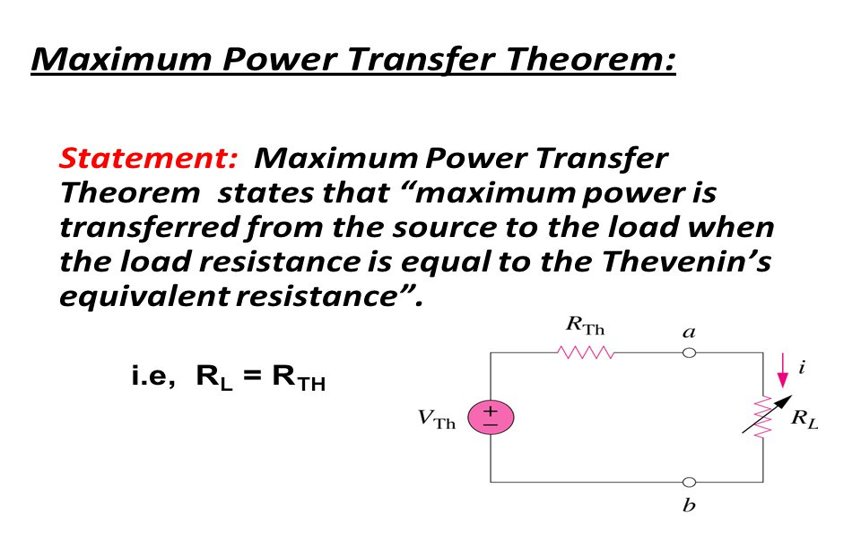 Maximum Power Transfer Theorem:
Statement: Maximum Power Transfer
Theorem states that “maximum power is
transferred from the source to the load when
the load resistance is equal to the Thevenin’s
equivalent resistance”.
i.e, RL = RTH
RTh
a
i
VTh
+
−
RL
b